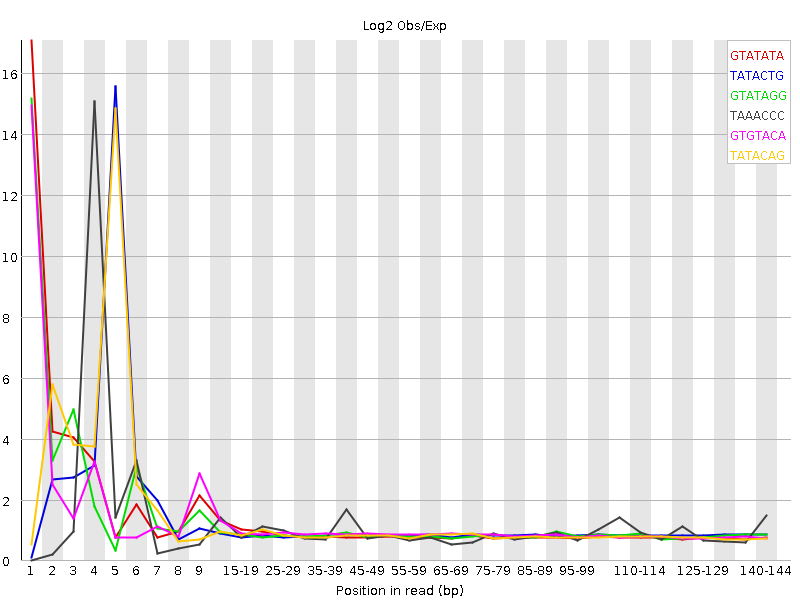 Log2 Obs/Exp
GTATATA
TATACTG
GTATAGG
TAAACCC
GTGTACA
TATACAG
16
14
12
10
8
6
4
2
0
1 2 3 4 5 6 7 8 9 15-19 25-29 35-39 45-49 55-59 65-69 75-79 85-89 95-99 110-114 125-129 140-144
Position in read (bp)